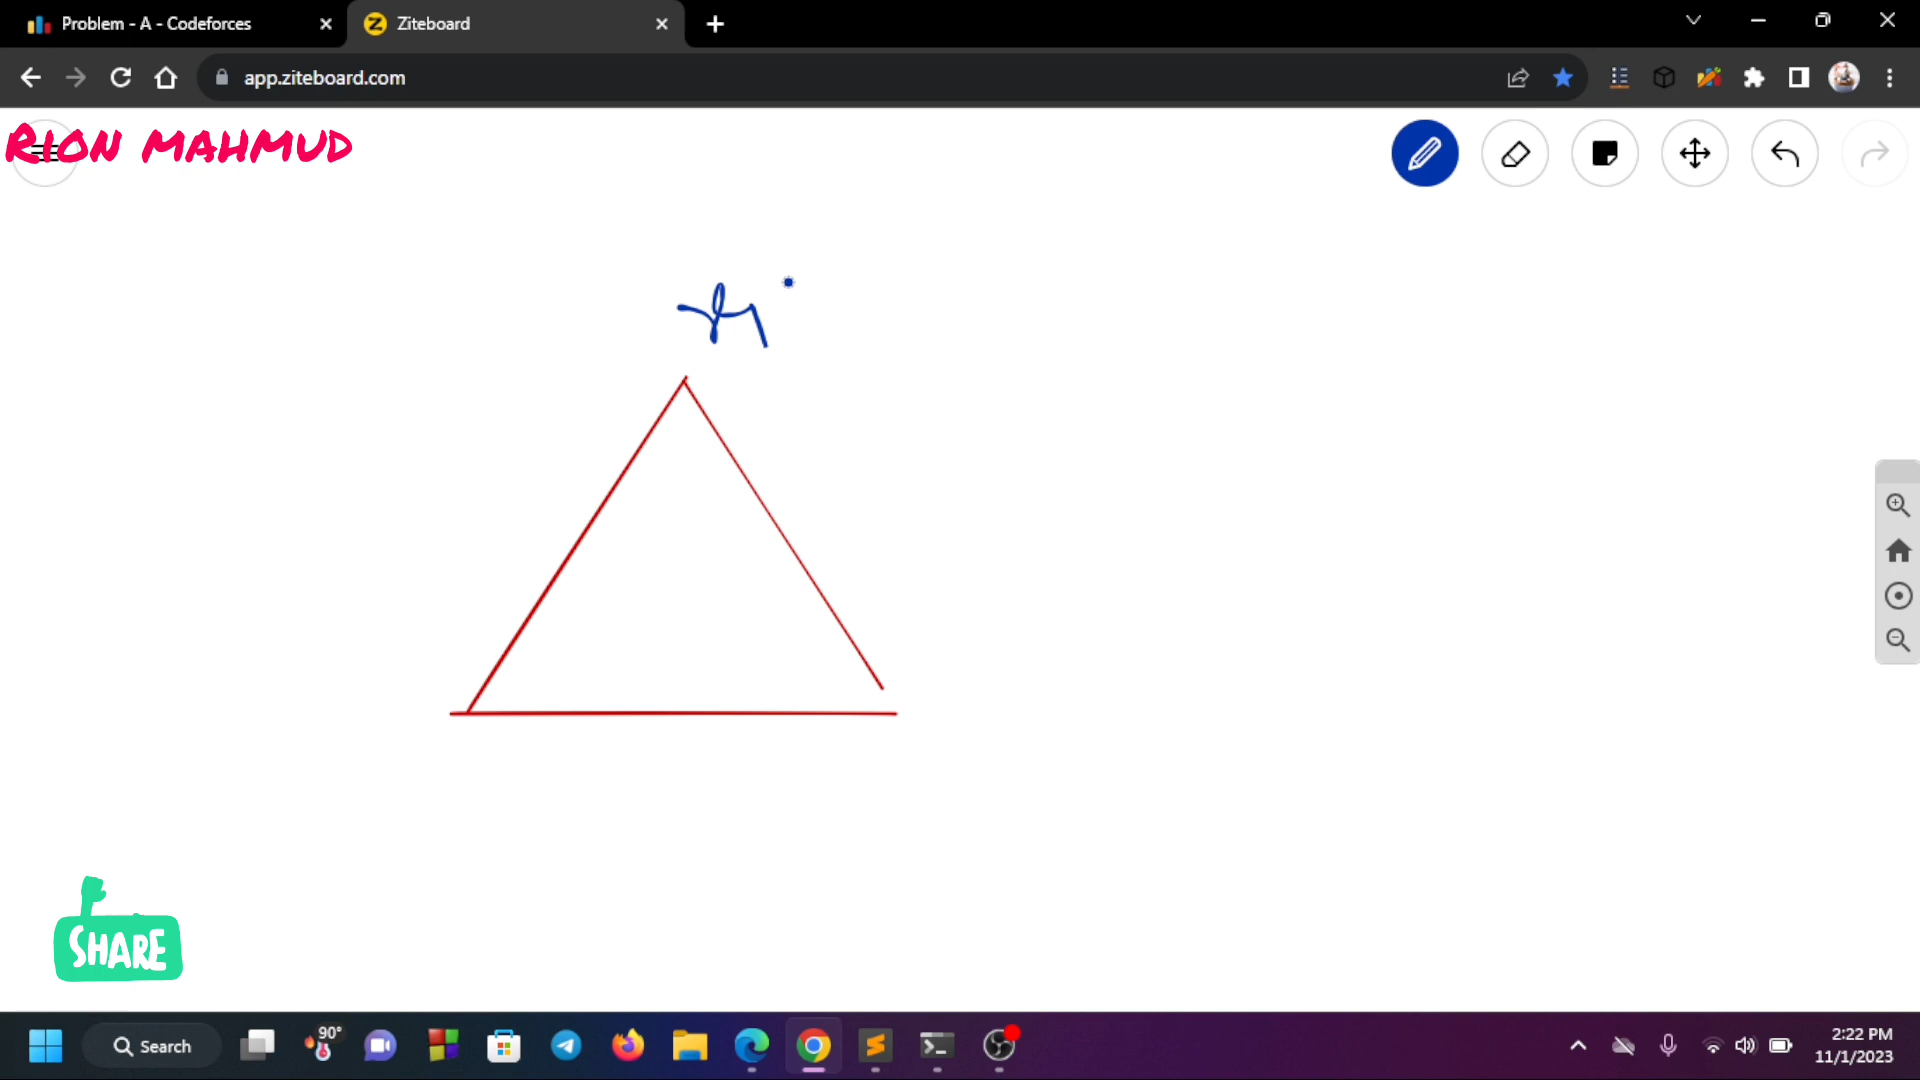 Problem - A - Codeforces
Ziteboard
app.ziteboard.com
Rion mahmud
SHARE
90°
Search
2:22 PM
11/1/2023